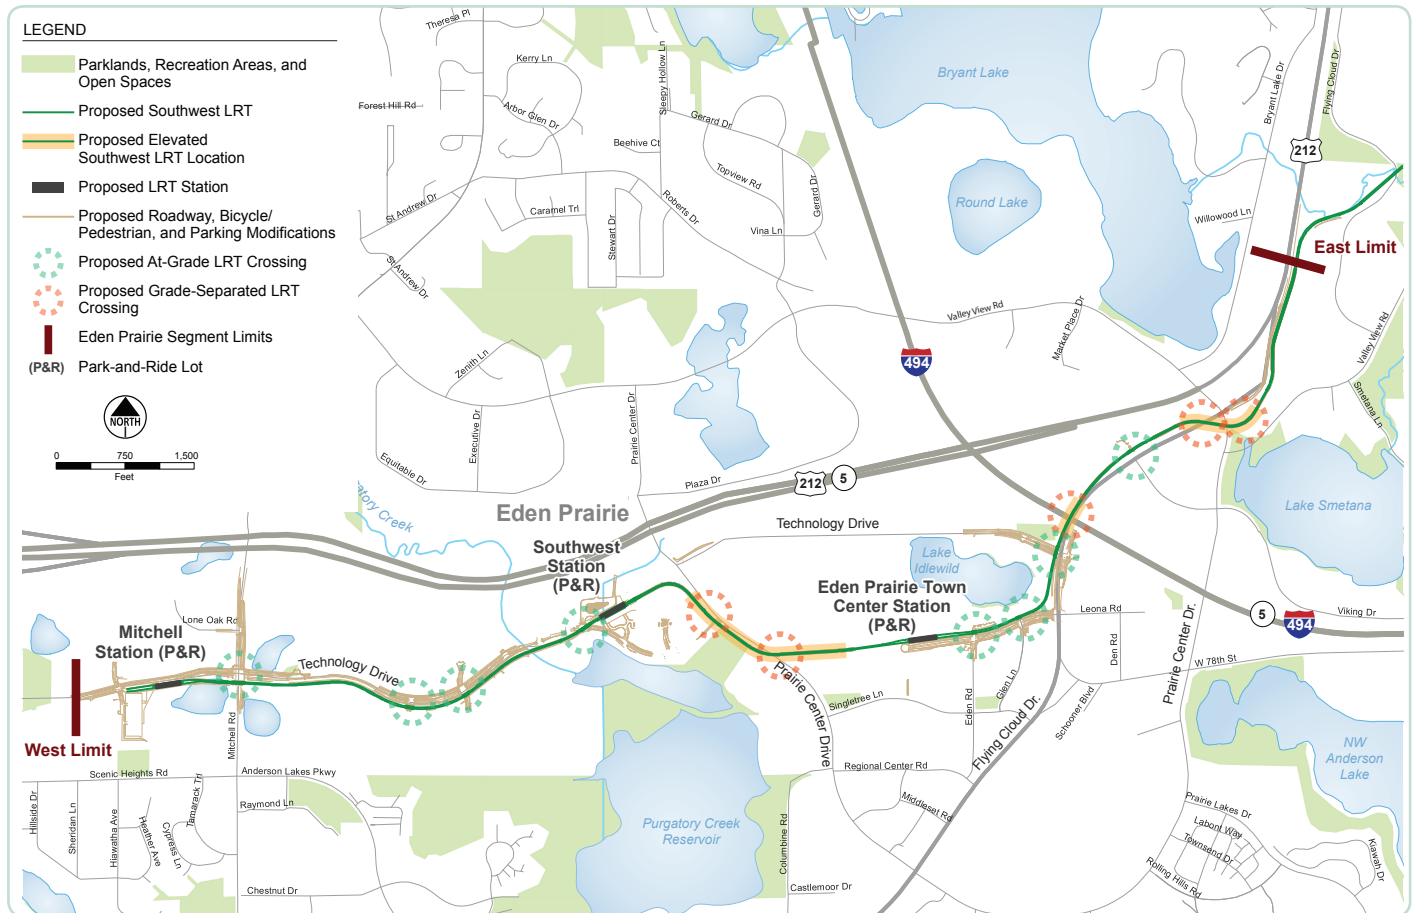 LEGEND
Parklands, Recreation Areas, and
Open Spaces
Proposed Southwest LRT
Proposed Elevated
Southwest LRT Location
Proposed LRT Station
Proposed Roadway, Bicycle/
Pedestrian, and Parking Modifications
Proposed At-Grade LRT Crossing
Proposed Grade-Separated LRT
Crossing
Eden Prairie Segment Limits
(P&R) Park-and-Ride Lot
NORTH
0 750 1,500
Feet
Theresa Pl
Kerry Ln
Forest Hill Rd
Arbor Glen Dr
Sleepy Hollow Ln
Gerard Dr
Beehive Ct
Topview Rd
Gerard Dr
St Andrew Dr
Caramel Trl
Stewart Dr
Roberts Dr
Vina Ln
St Andrew Dr
Bryant Lake
Round Lake
Bryant Lake Dr
Flying Cloud Dr
212
Willowood Ln
East Limit
Valley View Rd
Market Place Dr
Valley View Rd
Smetana Ln
494
Zenith Ln
Executive Dr
Equitable Dr
Prairie Center Dr
Plaza Dr
212
5
atory Creek
Eden Prairie
Technology Drive
Lake Smetana
Southwest
Station
(P&R)
Lake
Idlewild
Eden Prairie Town
Center Station
(P&R)
Leona Rd
Den Rd
5
494
Viking Dr
W 78th St
Prairie Center Dr.
Lone Oak Rd
Mitchell
Station (P&R)
Technology Drive
Mitchell Rd
West Limit
Prairie Center Drive
Singletree Ln
Eden Rd
Glen Ln
Flying Cloud Dr.
Schooner Blvd
NW
Anderson
Lake
Scenic Heights Rd
Anderson Lakes Pkwy
Regional Center Rd
Hillside Dr
Sheridan Ln
Hiawatha Ave
Heather Ave
Cypress Ln
Tamarack Trl
Raymond Ln
Purgatory Creek
Reservoir
Columbine Rd
Middleset Rd
Prairie Lakes Dr
Labont Way
Townsend Dr
Rolling Hills Rd
Kiawah Dr
Chestnut Dr
Castlemoor Dr